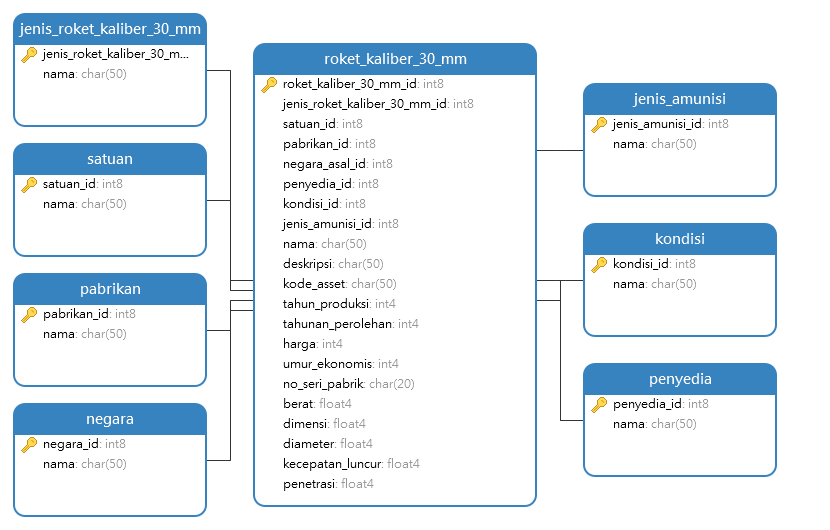 jenis_roket_kaliber_30_mm
jenis_roket_kaliber_30_m...
nama: char(50)
satuan
satuan_id: int8
nama: char(50)
pabrikan
pabrikan_id: int8
nama: char(50)
negara
negara_id: int8
nama: char(50)
roket_kaliber_30_mm
roket_kaliber_30_mm_id: int8
jenis_roket_kaliber_30_mm_id: int8
satuan_id: int8
pabrikan_id: int8
negara_asal_id: int8
penyedia_id: int8
kondisi_id: int8
jenis_amunisi_id: int8
nama: char(50)
deskripsi: char(50)
kode_asset: char(50)
tahun_produksi: int4
tahunan_perolehan: int4
harga: int4
umur_ekonomis: int4
no_seri_pabrik: char(20)
berat: float4
dimensi: float4
diameter: float4
kecepatan_luncur: float4
penetrasi: float4
jenis_amunisi
jenis_amunisi_id: int8
nama: char(50)
kondisi
kondisi_id: int8
nama: char(50)
penyedia
penyedia_id: int8
nama: char(50)